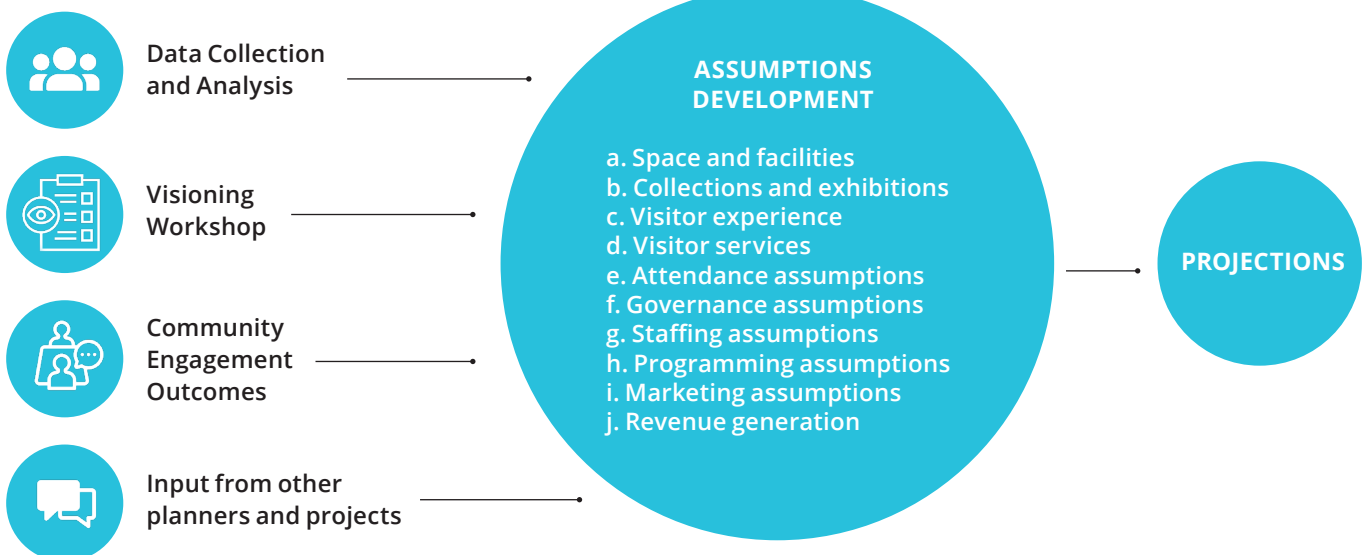 Data Collection
and Analysis
Visioning
Workshop
Community
Engagement
Outcomes
Input from other
planners and projects
ASSUMPTIONS
DEVELOPMENT
a. Space and facilities
b. Collections and exhibitions
c. Visitor experience
d. Visitor services
e. Attendance assumptions
f. Governance assumptions
g. Staffing assumptions
h. Programming assumptions
i. Marketing assumptions
j. Revenue generation
PROJECTIONS